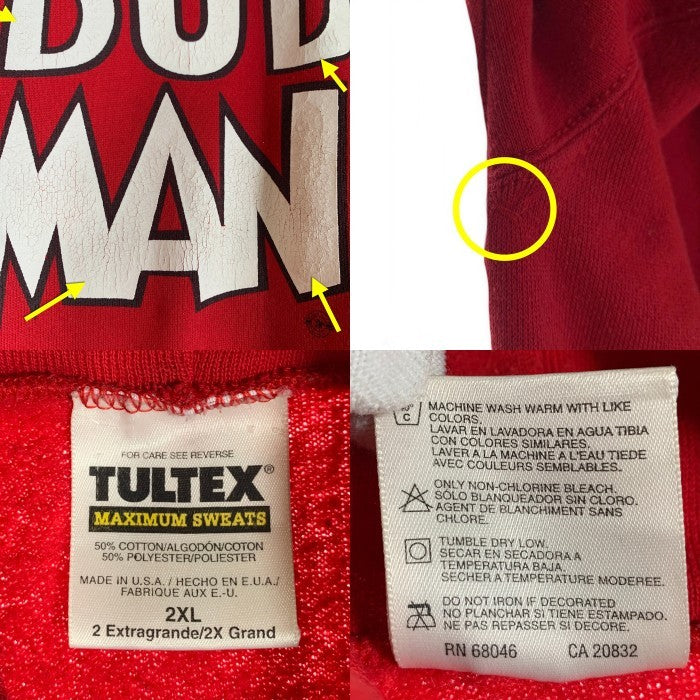 BUD
MAN
FOR CARE SEE REVERSE
TULTEX®
MAXIMUM SWEATS
50% COTTON/ALGODÓN/COTON
50% POLYESTER/POLIESTER
MADE IN U.S.A. / HECHO EN E.U.A./
FABRIQUE AUX E.-U.
2XL
2 Extragrande/2X Grand
C
MACHINE WASH WARM WITH LIKE
COLORS.
LAVAR EN LAVADORA EN AGUA TIBIA
CON COLORES SIMILARES.
LAVER A LA MACHINE A L'EAU TIEDE
AVEC COULEURS SEMBLABLES.
ONLY NON-CHLORINE BLEACH.
SÓLO BLANQUEADOR SIN CLORO.
AGENT DE BLANCHIMENT SANS
CHLORE.
TUMBLE DRY LOW.
SECAR EN SECADORA A
TEMPERATURA BAJA.
SECHER A TEMPERATURE MODEREE.
DO NOT IRON IF DECORATED
NO PLANCHAR SI TIENE ESTAMPADO.
NE PAS REPASSER SI DECORÉ.
RN 68046 CA 20832